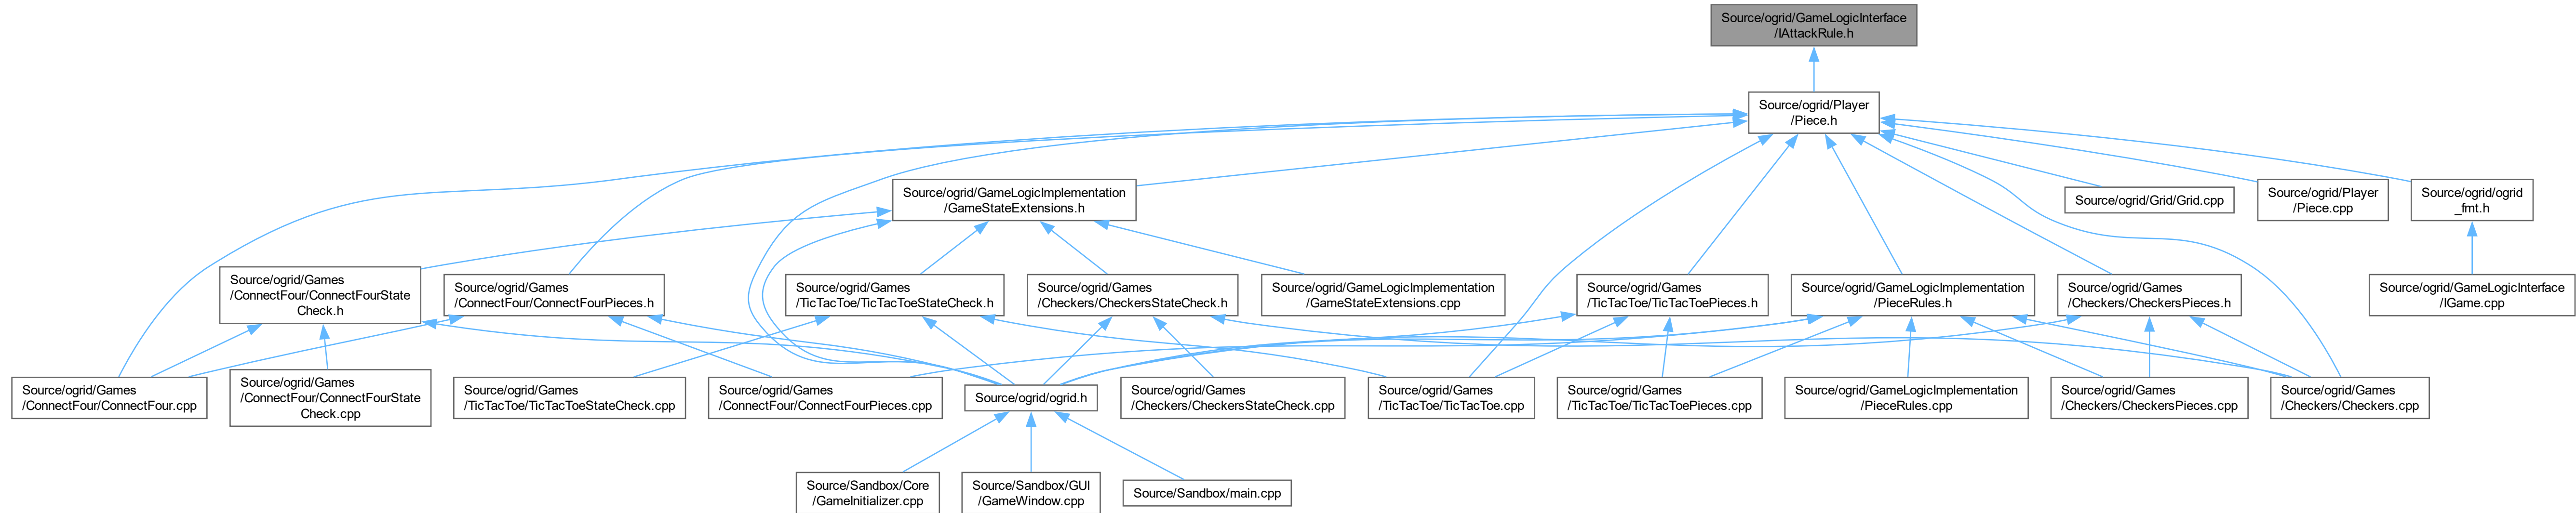 Source/ogrid/GameLogicInterface
/IAttackRule.h
Source/ogrid/Player
/Piece.h
Source/ogrid/GameLogicImplementation
/GameStateExtensions.h
Source/ogrid/Grid/Grid.cpp
Source/ogrid/Player
/Piece.cpp
Source/ogrid/ogrid
_fmt.h
Source/ogrid/Games
/ConnectFour/ConnectFourState
Check.h
Source/ogrid/Games
/ConnectFour/ConnectFourPieces.h
Source/ogrid/Games
/TicTacToe/TicTacToeStateCheck.h
Source/ogrid/Games
/Checkers/CheckersStateCheck.h
Source/ogrid/GameLogicImplementation
/GameStateExtensions.cpp
Source/ogrid/Games
/TicTacToe/TicTacToePieces.h
Source/ogrid/GameLogicImplementation
/PieceRules.h
Source/ogrid/Games
/Checkers/CheckersPieces.h
Source/ogrid/GameLogicInterface
/IGame.cpp
Source/ogrid/Games
/ConnectFour/ConnectFour.cpp
Source/ogrid/Games
/ConnectFour/ConnectFourState
Check.cpp
Source/ogrid/Games
/TicTacToe/TicTacToeStateCheck.cpp
Source/ogrid/Games
/ConnectFour/ConnectFourPieces.cpp
Source/ogrid/ogrid.h
Source/ogrid/Games
/Checkers/CheckersStateCheck.cpp
Source/ogrid/Games
/TicTacToe/TicTacToe.cpp
Source/ogrid/Games
/TicTacToe/TicTacToePieces.cpp
Source/ogrid/GameLogicImplementation
/PieceRules.cpp
Source/ogrid/Games
/Checkers/CheckersPieces.cpp
Source/ogrid/Games
/Checkers/Checkers.cpp
Source/Sandbox/Core
/GameInitializer.cpp
Source/Sandbox/GUI
/GameWindow.cpp
Source/Sandbox/main.cpp